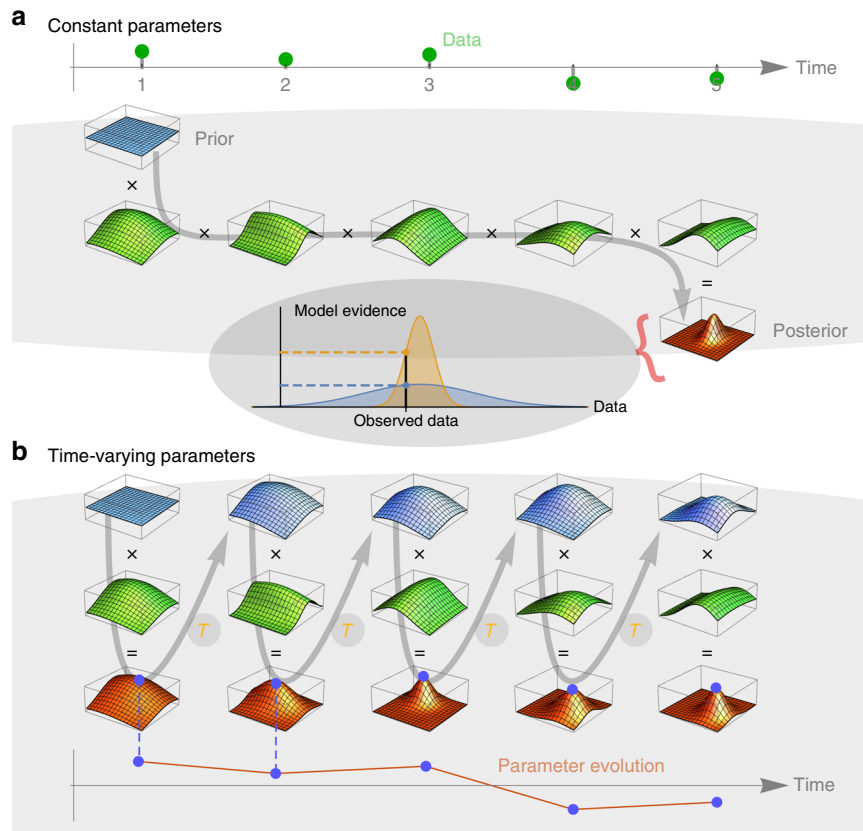 a Constant parameters
Data
Time
1 2 3 4 5
Prior
×
× × × ×
=
Model evidence
Posterior
{
Data
Observed data
b Time-varying parameters
× × × × ×
T T T T
= = = = =
Parameter evolution
Time